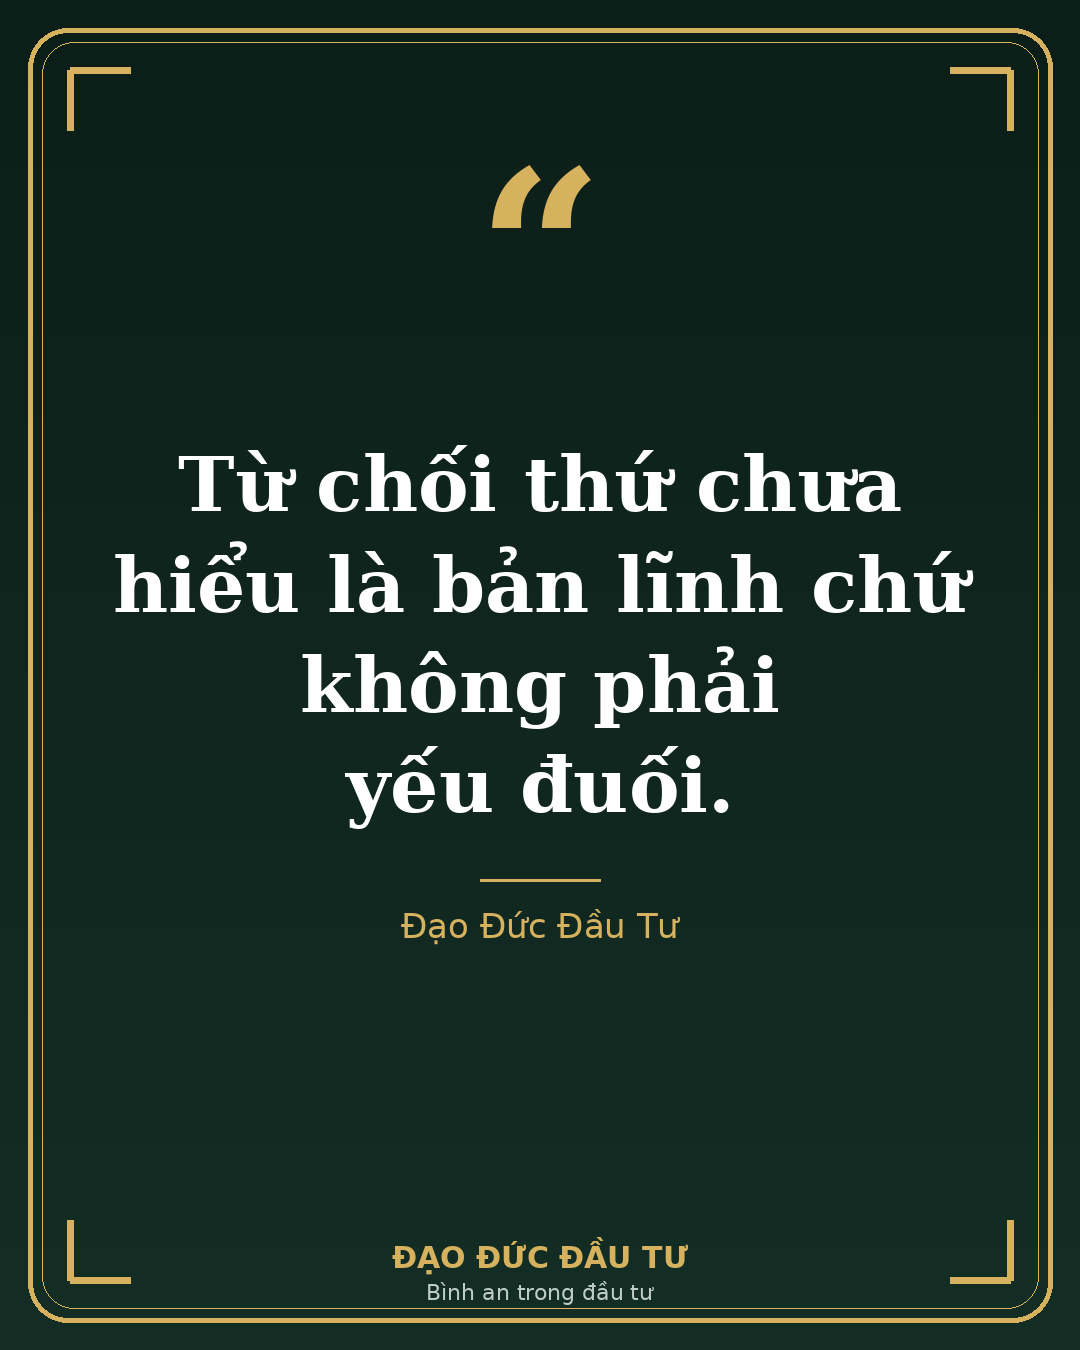 “
Từ chối thứ chưa
hiểu là bản lĩnh chứ
không phải
yếu đuối.
Đạo Đức Đầu Tư
ĐẠO ĐỨC ĐẦU TƯ
Bình an trong đầu tư